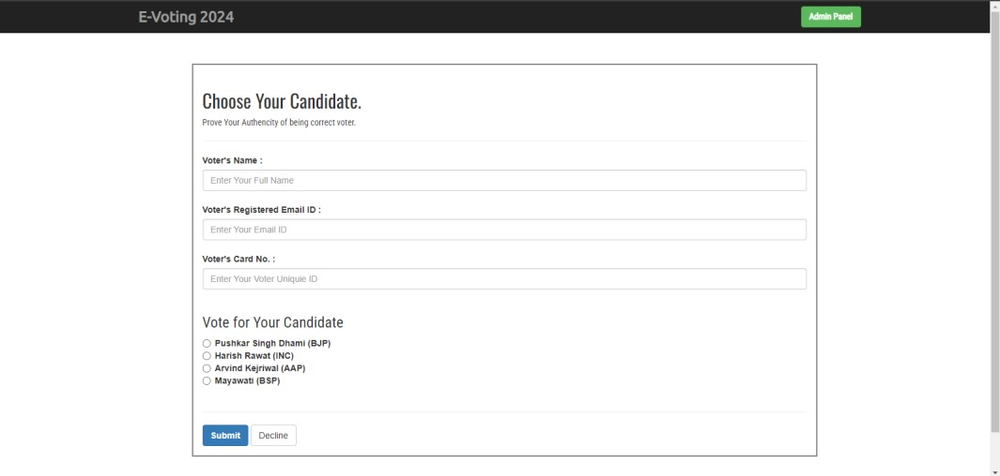 E-Voting 2024
Admin Panel
Choose Your Candidate.
Prove Your Authencity of being correct voter.
Voter's Name :
Enter Your Full Name
Voter's Registered Email ID :
Enter Your Email ID
Voter's Card No. :
Enter Your Voter Uniquie ID
Vote for Your Candidate
Pushkar Singh Dhami (BJP)
Harish Rawat (INC)
Arvind Kejriwal (AAP)
Mayawati (BSP)
Submit Decline